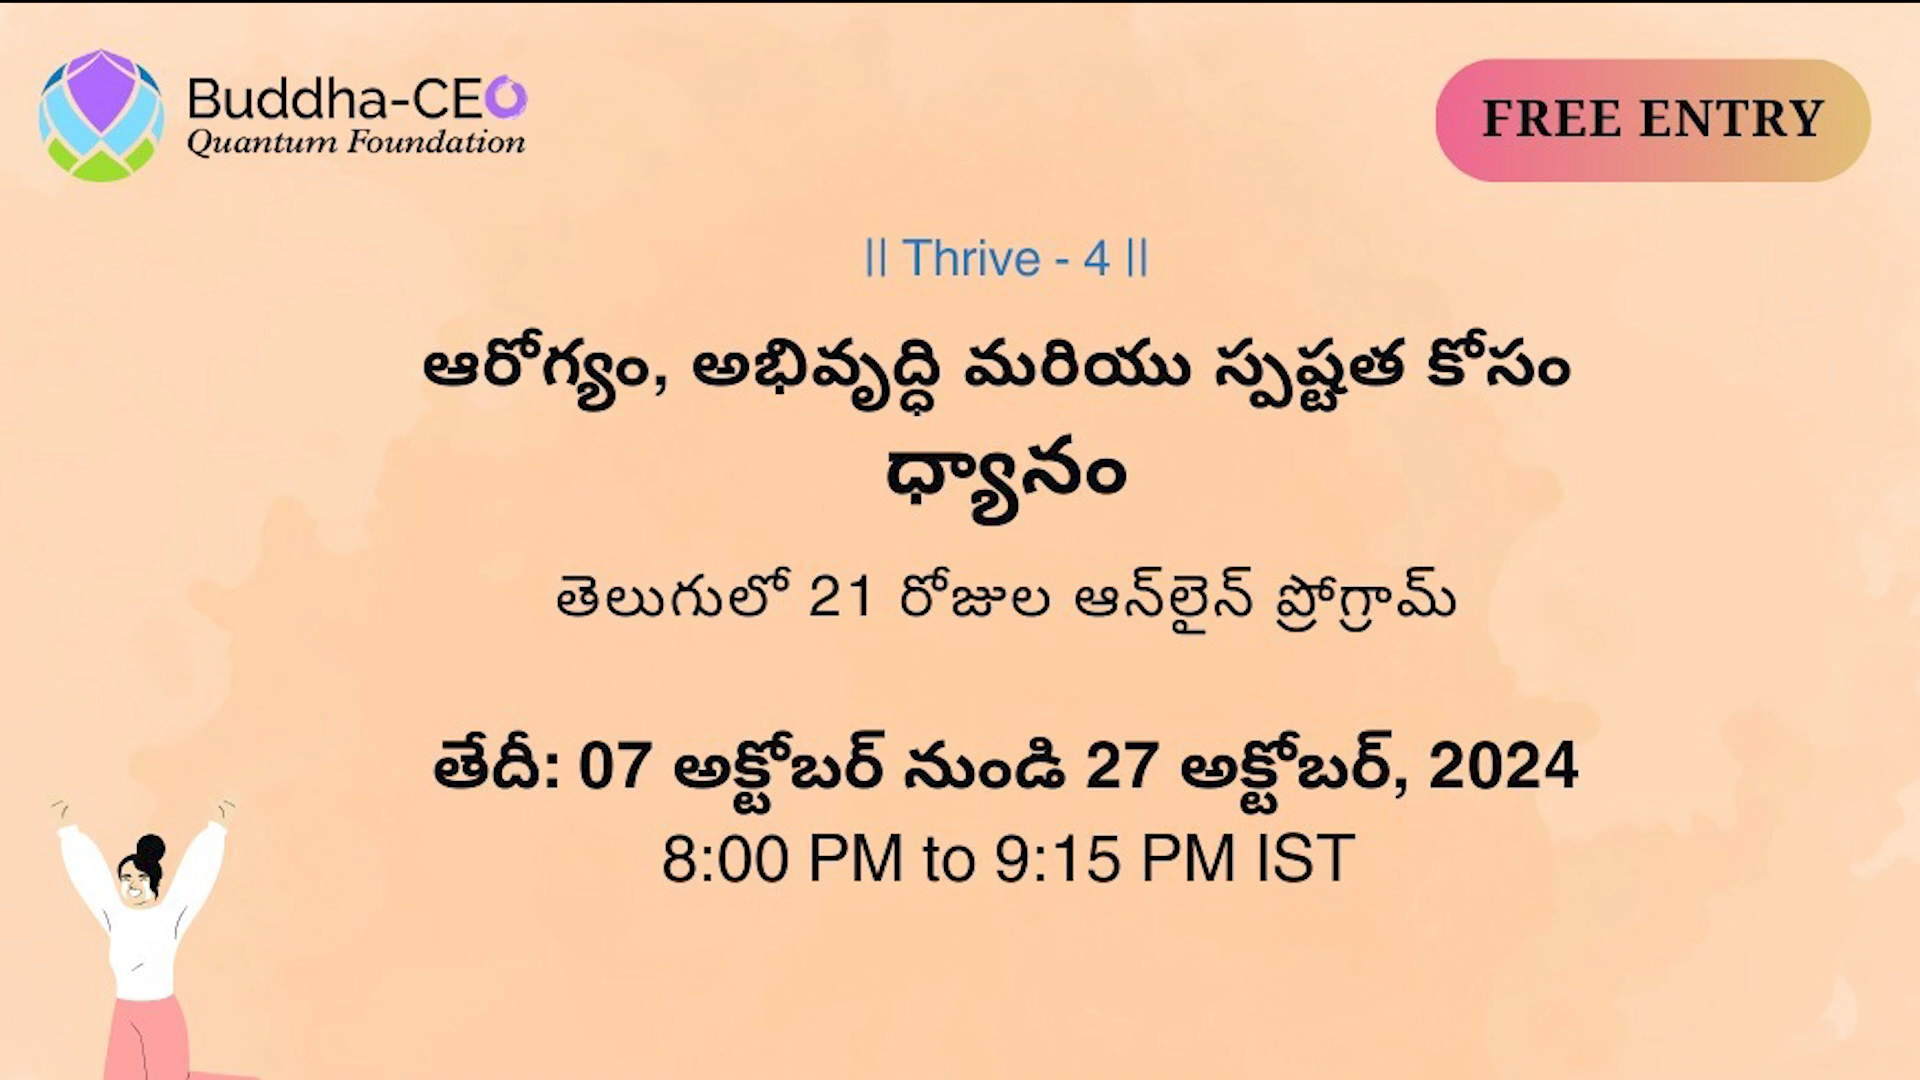 Buddha-CEO
Quantum Foundation
FREE ENTRY
|| Thrive - 4 ||
ఆరోగ్యం, అభివృద్ధి మరియు స్పష్టత కోసం
ధ్యానం
తెలుగులో 21 రోజుల ఆన్‌లైన్ ప్రోగ్రామ్
తేదీ: 07 అక్టోబర్ నుండి 27 అక్టోబర్, 2024
8:00 PM to 9:15 PM IST